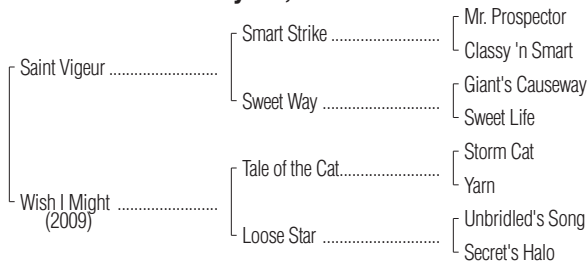 Mr. Prospector
Smart Strike ..............................
Classy 'n Smart
Saint Vigeur .............................
Giant's Causeway
Sweet Way ................................
Sweet Life
Storm Cat
Tale of the Cat...........................
Yarn
Wish I Might ...........................
(2009)
Unbridled's Song
Loose Star ...............................
Secret's Halo